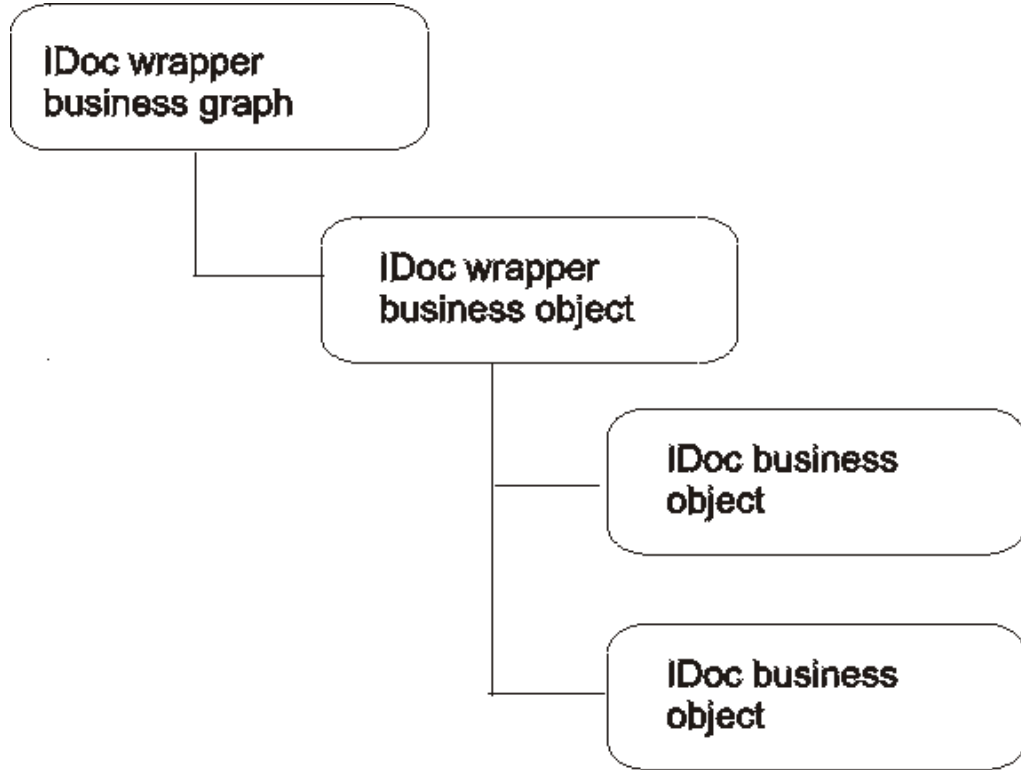 IDoc wrapper
business graph
IDoc wrapper
business object
IDoc business
object
IDoc business
object